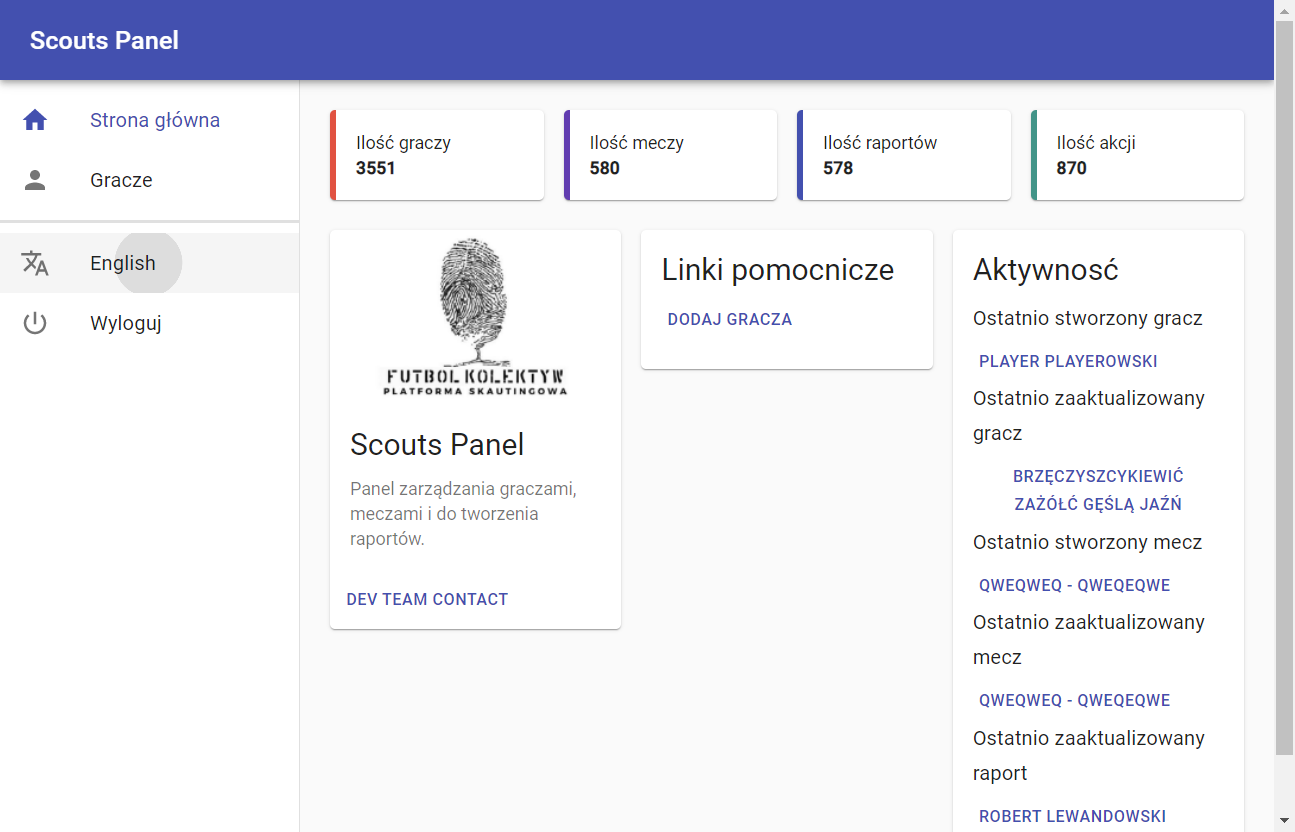 Scouts Panel
Strona główna
Gracze
English
Wyloguj
Ilość graczy
3551
Ilość meczy
580
Ilość raportów
578
Ilość akcji
870
FUTBOL KOLEKTYW
PLATFORMA SKAUTINGOWA
Scouts Panel
Panel zarządzania graczami,
meczami i do tworzenia
raportów.
DEV TEAM CONTACT
Linki pomocnicze
DODAJ GRACZA
Aktywnosć
Ostatnio stworzony gracz
PLAYER PLAYEROWSKI
Ostatnio zaaktualizowany
gracz
BRZĘCZYSZCYKIEWIĆ
ZAŻÓŁĆ GĘŚLĄ JAŹŃ
Ostatnio stworzony mecz
QWEQWEQ - QWEQEQWE
Ostatnio zaaktualizowany
mecz
QWEQWEQ - QWEQEQWE
Ostatnio zaaktualizowany
raport
ROBERT LEWANDOWSKI